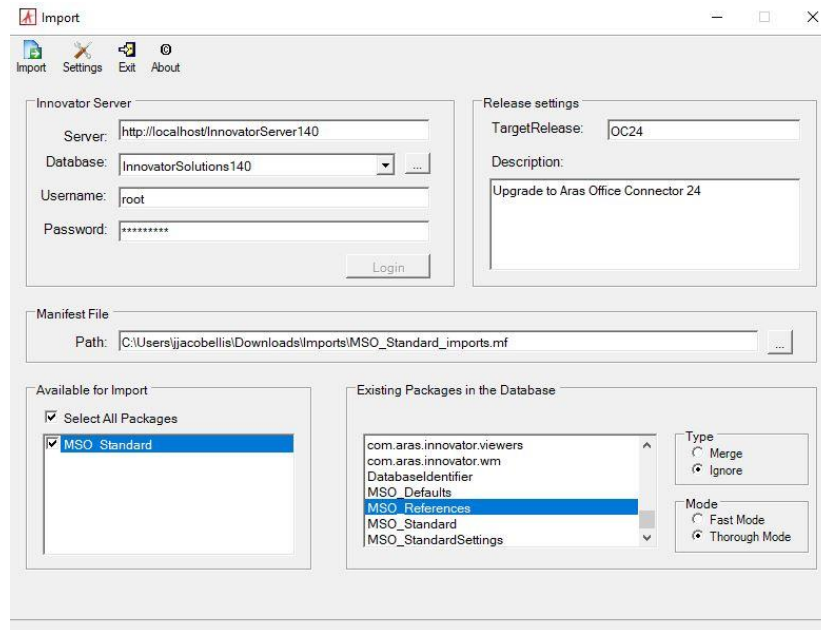 Import
Import Settings Exit About
Innovator Server
Server: http://localhost/InnovatorServer140
Database: InnovatorSolutions140 ...
Username: root
Password: *********
Login
Release settings
TargetRelease: OC24
Description:
Upgrade to Aras Office Connector 24
Manifest File
Path: C:\Users\jjacobellis\Downloads\Imports\MSO_Standard_imports.mf ...
Available for Import
Select All Packages
MSO_Standard
Existing Packages in the Database
com.aras.innovator.viewers
com.aras.innovator.wm
DatabaseIdentifier
MSO_Defaults
MSO_References
MSO_Standard
MSO_StandardSettings
Type
Merge
Ignore
Mode
Fast Mode
Thorough Mode